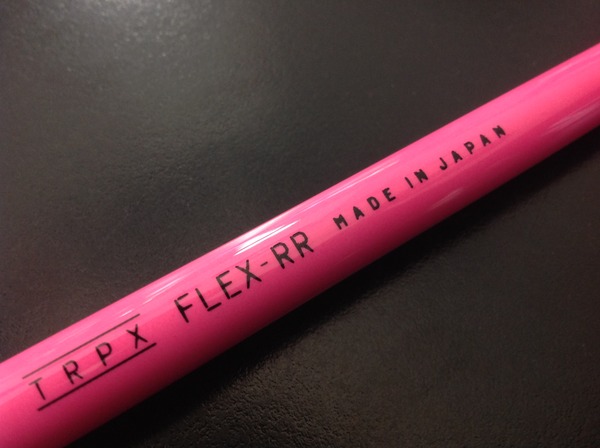 TRPX FLEX-RR MADE IN JAPAN